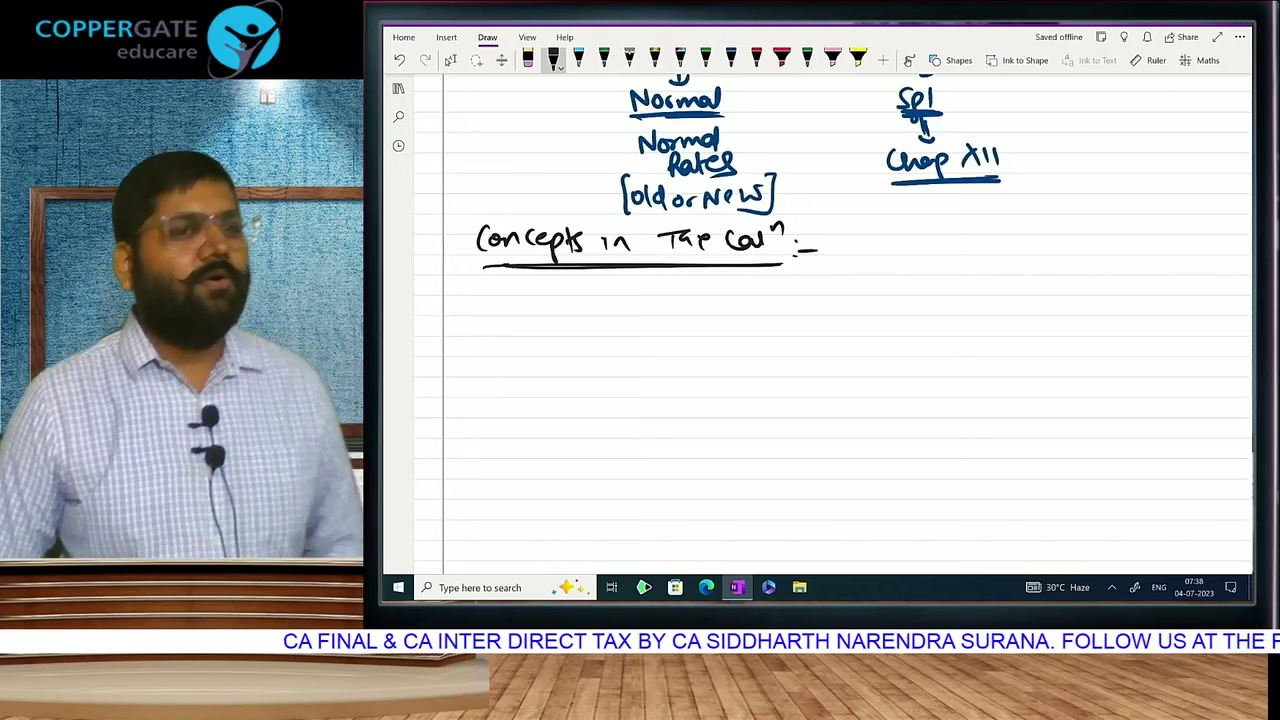 COPPERGATE
educare
Home Insert Draw View Help
Saved offline
Share
Shapes Ink to Shape Ink to Text Ruler Maths
Normal
Normal
Rates
[old or New]
Spl
Chap XII
Concepts in The Calⁿ :-
Type here to search
30°C Haze
ENG
07:38
04-07-2023
CA FINAL & CA INTER DIRECT TAX BY CA SIDDHARTH NARENDRA SURANA. FOLLOW US AT THE F